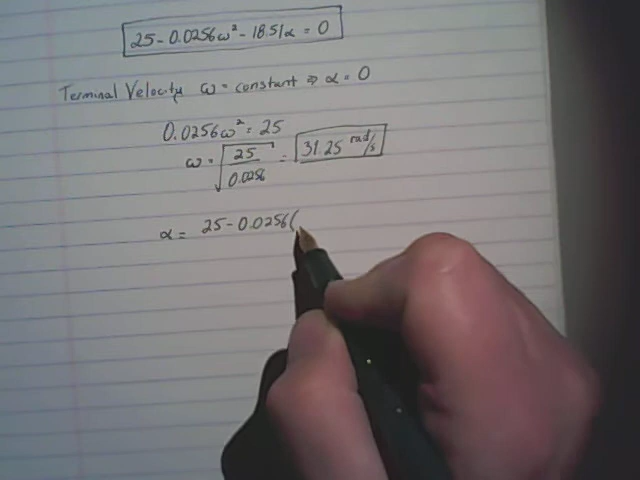 25 - 0.0256ω² - 18.51α = 0
Terminal Velocity ω = constant ⇒ α = 0
0.0256ω² = 25
ω = √(25/0.0256) = 31.25 rad/s
α = 25 - 0.0256(